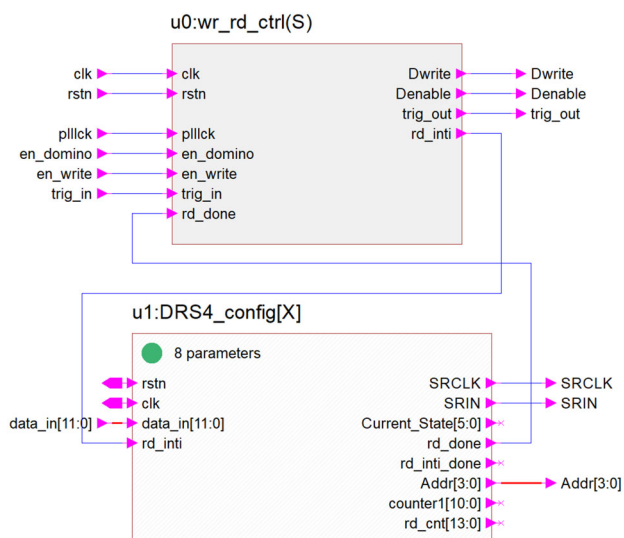 u0:wr_rd_ctrl(S)
clk clk Dwrite Dwrite
rstn rstn Denable Denable
trig_out trig_out
plllck plllck rd_inti
en_domino en_domino
en_write en_write
trig_in trig_in
rd_done
u1:DRS4_config[X]
8 parameters
rstn SRCLK SRCLK
clk SRIN SRIN
data_in[11:0] data_in[11:0] Current_State[5:0]
rd_inti rd_done
rd_inti_done
Addr[3:0] Addr[3:0]
counter1[10:0]
rd_cnt[13:0]